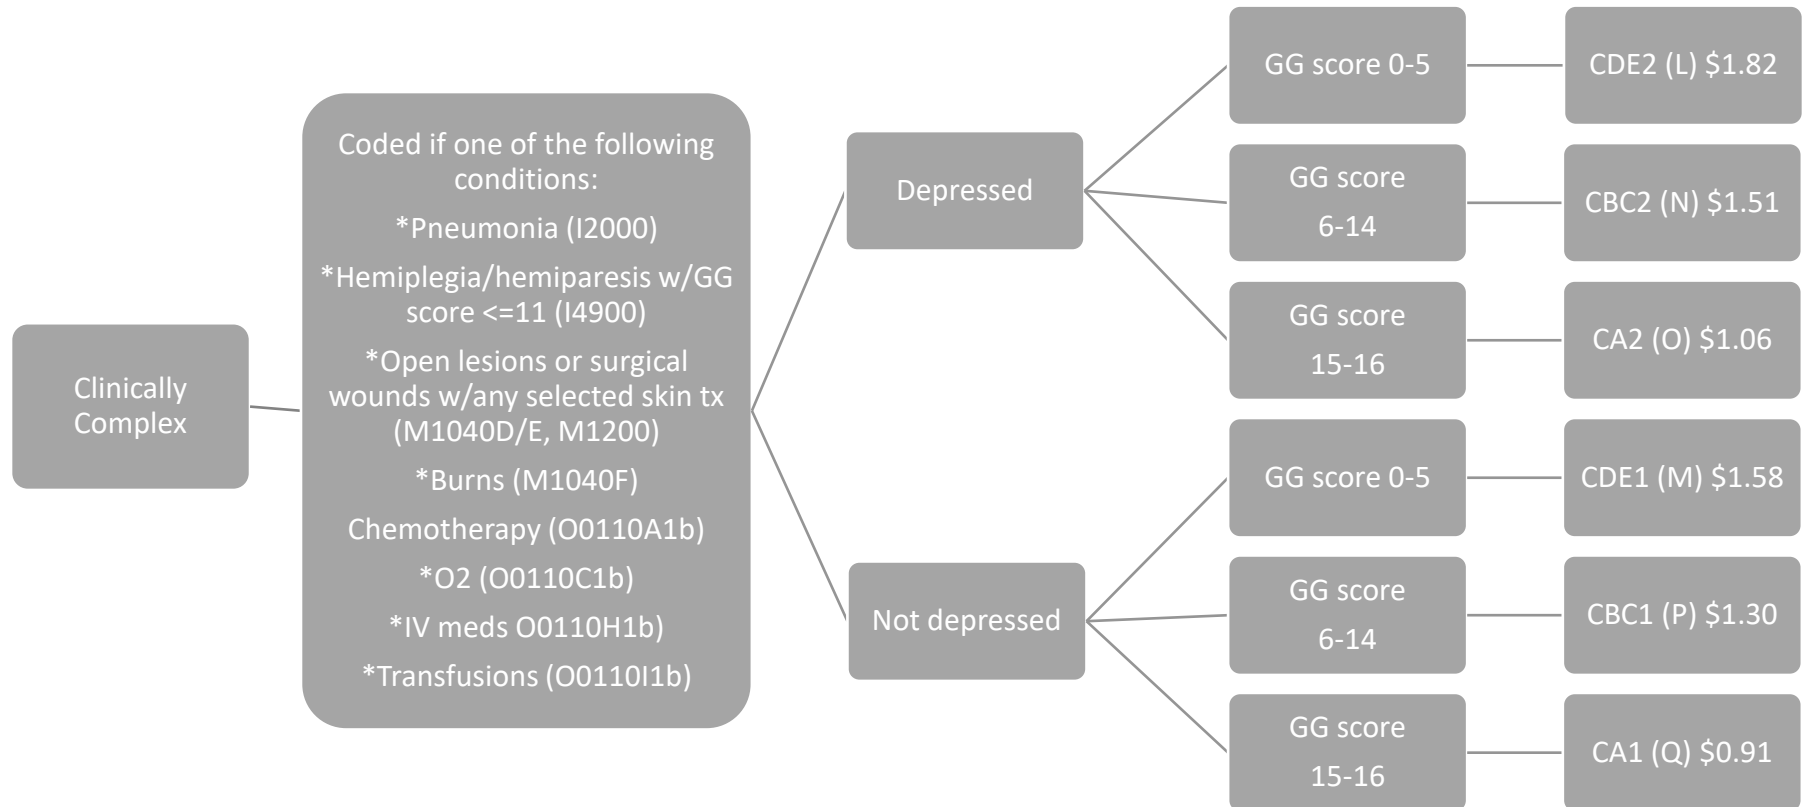 Clinically
Complex
Coded if one of the following
conditions:
*Pneumonia (I2000)
*Hemiplegia/hemiparesis w/GG
score <=11 (I4900)
*Open lesions or surgical
wounds w/any selected skin tx
(M1040D/E, M1200)
*Burns (M1040F)
Chemotherapy (O0110A1b)
*O2 (O0110C1b)
*IV meds O0110H1b)
*Transfusions (O0110I1b)
Depressed
GG score 0-5
CDE2 (L) $1.82
GG score
6-14
CBC2 (N) $1.51
GG score
15-16
CA2 (O) $1.06
Not depressed
GG score 0-5
CDE1 (M) $1.58
GG score
6-14
CBC1 (P) $1.30
GG score
15-16
CA1 (Q) $0.91